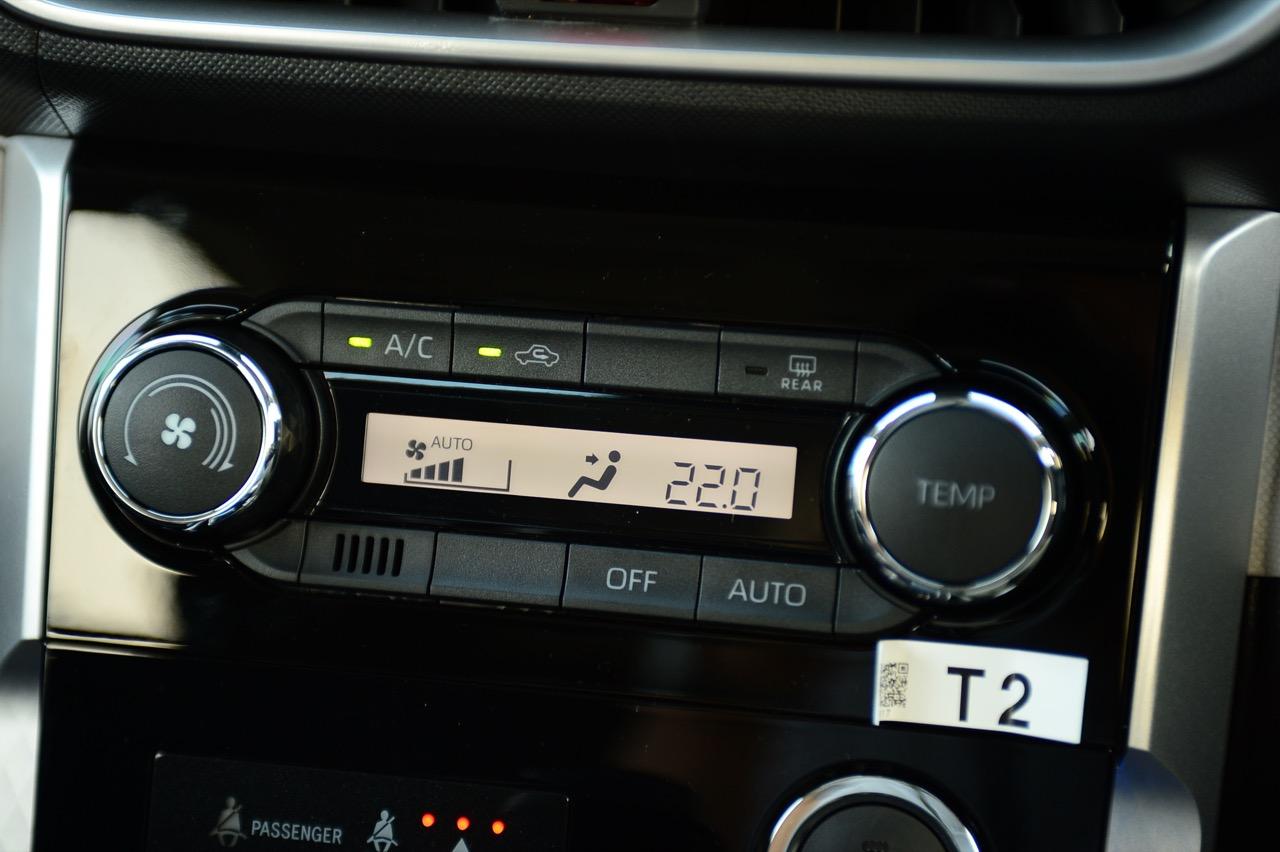 A/C
REAR
AUTO
22.0
TEMP
OFF
AUTO
T2
PASSENGER